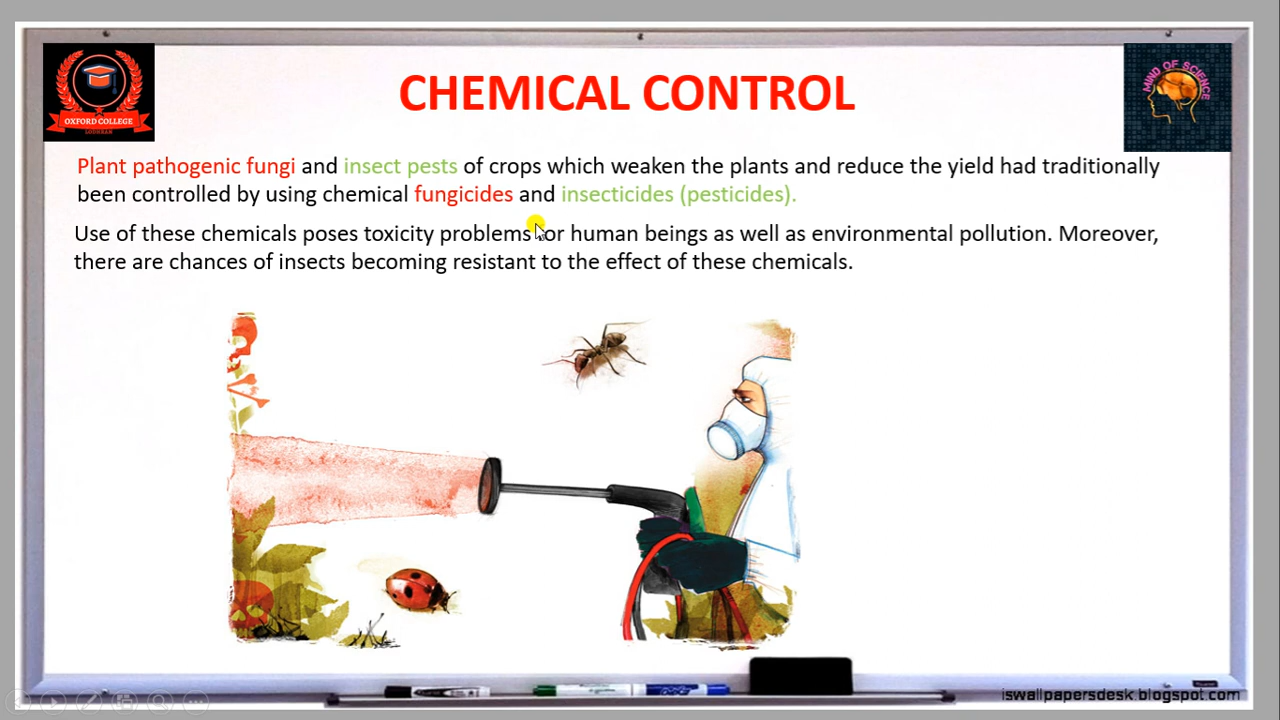 OXFORD COLLEGE
LODHRAN
CHEMICAL CONTROL
MIND OF SCIENCE
Plant pathogenic fungi and insect pests of crops which weaken the plants and reduce the yield had traditionally
been controlled by using chemical fungicides and insecticides (pesticides).
Use of these chemicals poses toxicity problems for human beings as well as environmental pollution. Moreover,
there are chances of insects becoming resistant to the effect of these chemicals.
iswallpapersdesk.blogspot.com